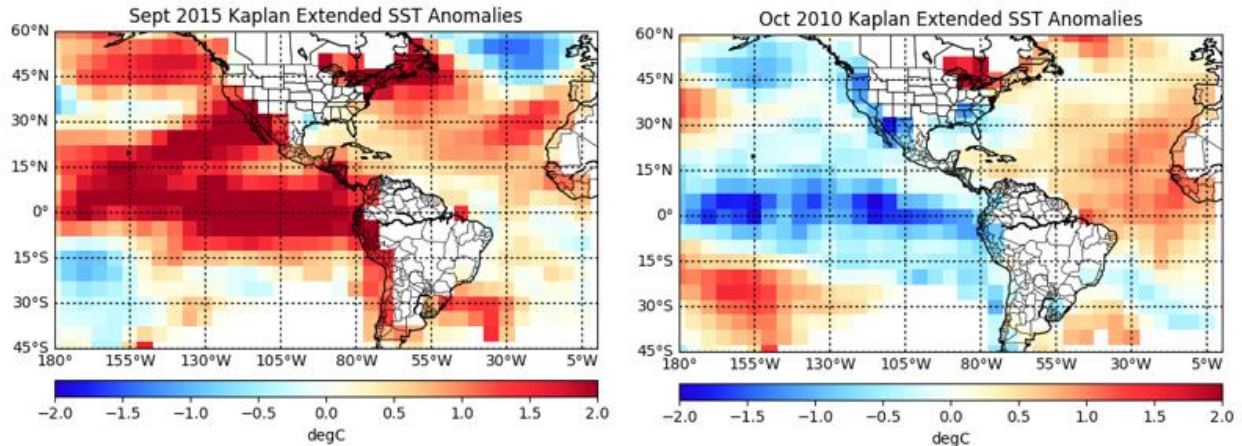 Sept 2015 Kaplan Extended SST Anomalies
60°N
45°N
30°N
15°N
0°
15°S
30°S
45°S
180° 155°W 130°W 105°W 80°W 55°W 30°W 5°W
−2.0 −1.5 −1.0 −0.5 0.0 0.5 1.0 1.5 2.0
degC
Oct 2010 Kaplan Extended SST Anomalies
60°N
45°N
30°N
15°N
0°
15°S
30°S
45°S
180° 155°W 130°W 105°W 80°W 55°W 30°W 5°W
−2.0 −1.5 −1.0 −0.5 0.0 0.5 1.0 1.5 2.0
degC